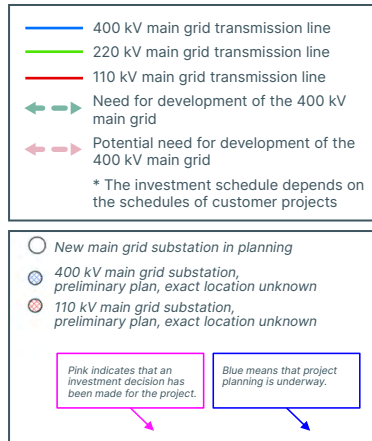 400 kV main grid transmission line
220 kV main grid transmission line
110 kV main grid transmission line
Need for development of the 400 kV
main grid
Potential need for development of the
400 kV main grid
* The investment schedule depends on
the schedules of customer projects
New main grid substation in planning
400 kV main grid substation,
preliminary plan, exact location unknown
110 kV main grid substation,
preliminary plan, exact location unknown
Pink indicates that an
investment decision has
been made for the project.
Blue means that project
planning is underway.